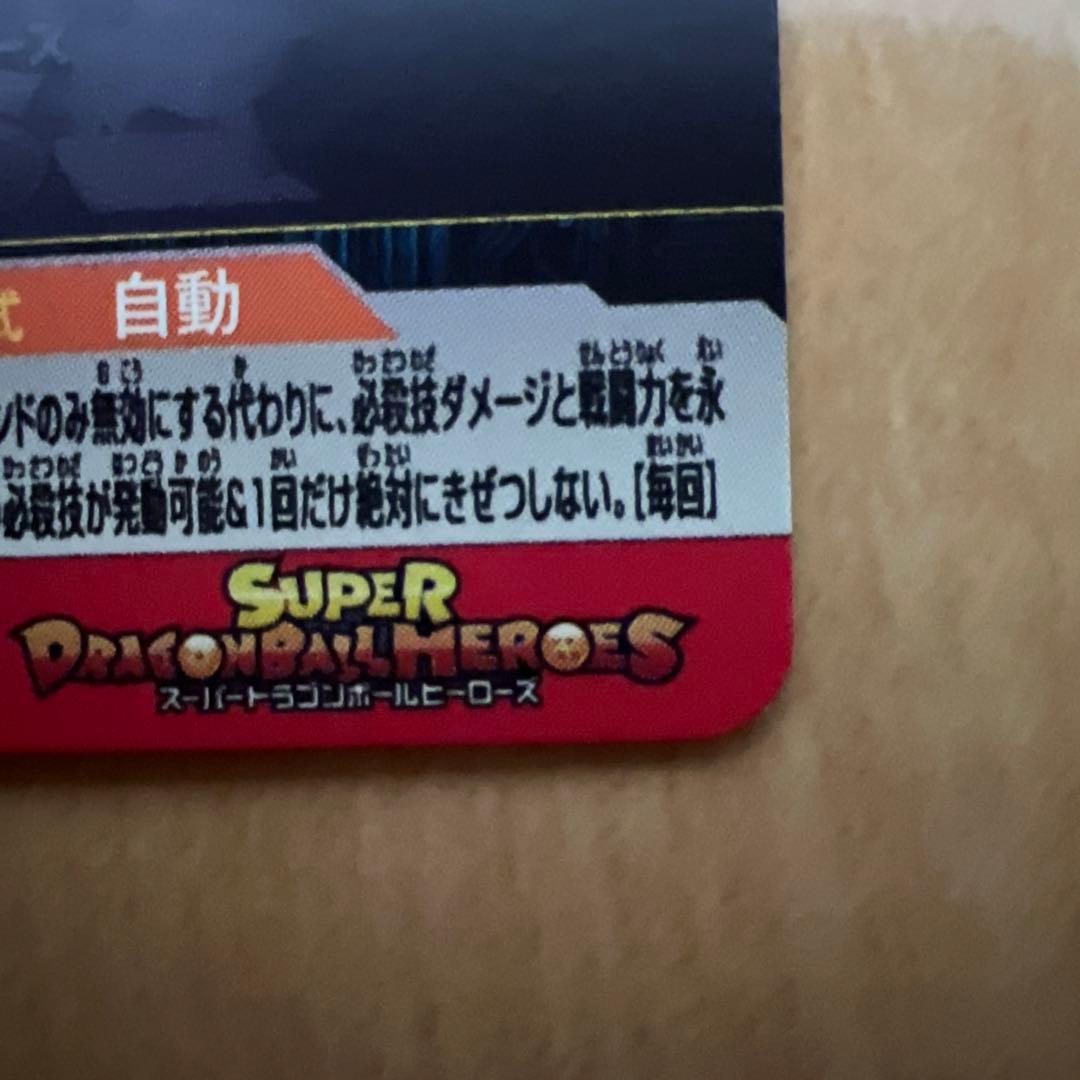 ース
式 自動
ンドのみ無効にする代わりに、必殺技ダメージと戦闘力を永
必殺技が発動可能&1回だけ絶対にきぜつしない。[毎回]
SUPER
DRAGONBALL HEROES
スーパードラゴンボールヒーローズ